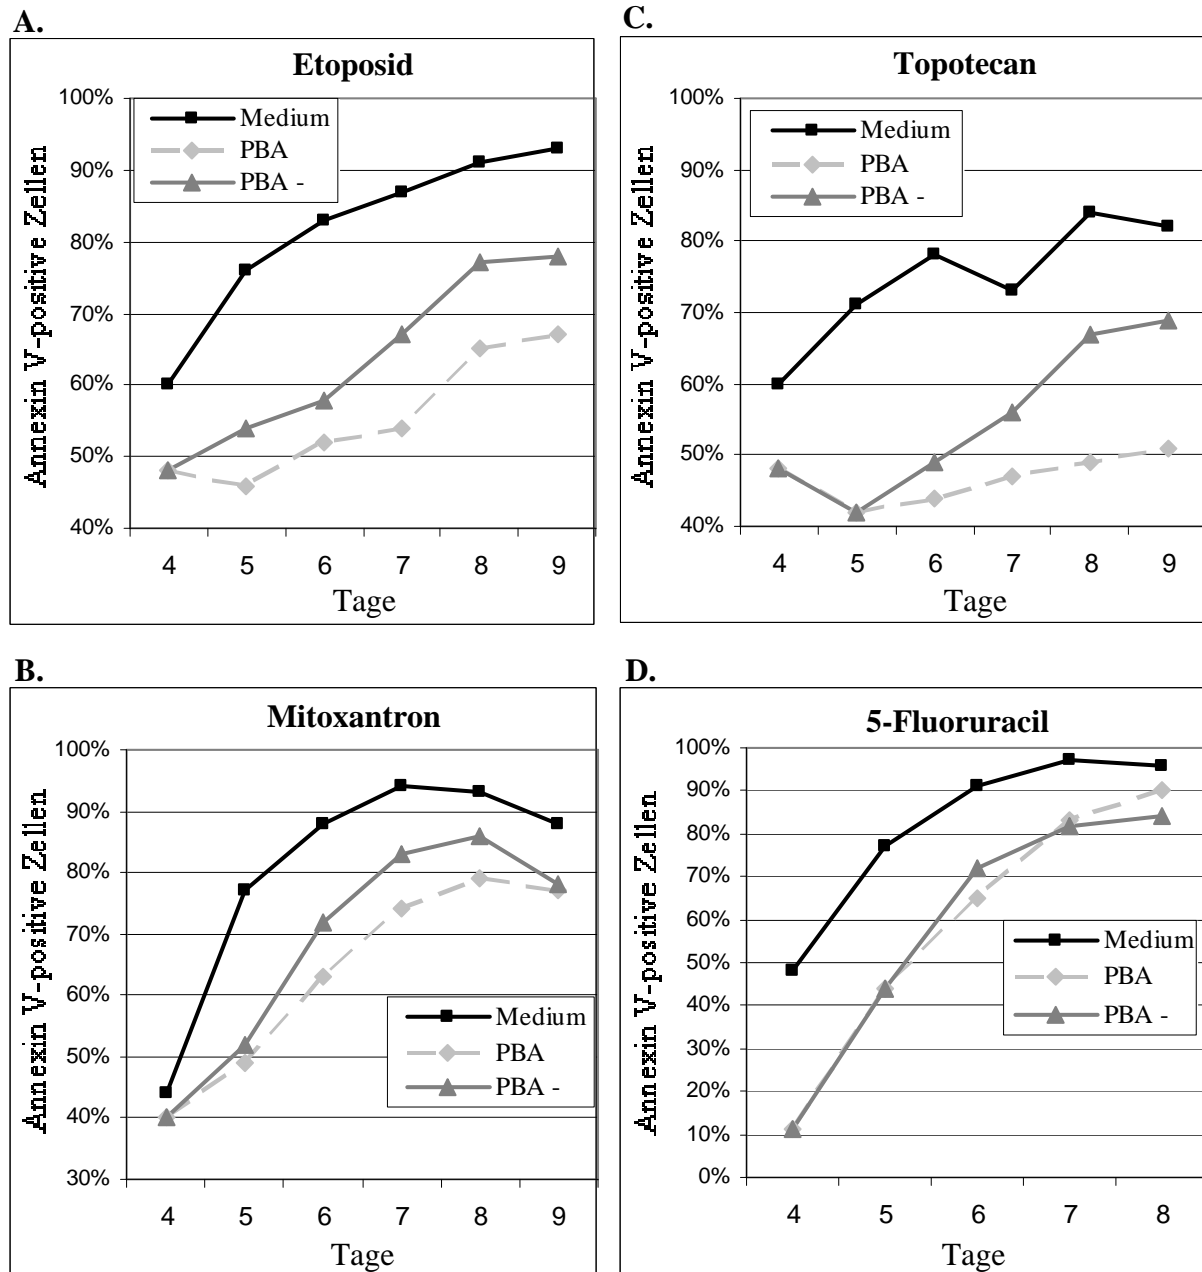 A.
Etoposid
100%
90%
80%
70%
60%
50%
40%
Annexin V-positive Zellen
Medium
PBA
PBA -
4 5 6 7 8 9
Tage
C.
Topotecan
100%
90%
80%
70%
60%
50%
40%
Annexin V-positive Zellen
Medium
PBA
PBA -
4 5 6 7 8 9
Tage
B.
Mitoxantron
100%
90%
80%
70%
60%
50%
40%
30%
Annexin V-positive Zellen
Medium
PBA
PBA -
4 5 6 7 8 9
Tage
D.
5-Fluoruracil
100%
90%
80%
70%
60%
50%
40%
30%
20%
10%
0%
Annexin V-positive Zellen
Medium
PBA
PBA -
4 5 6 7 8
Tage